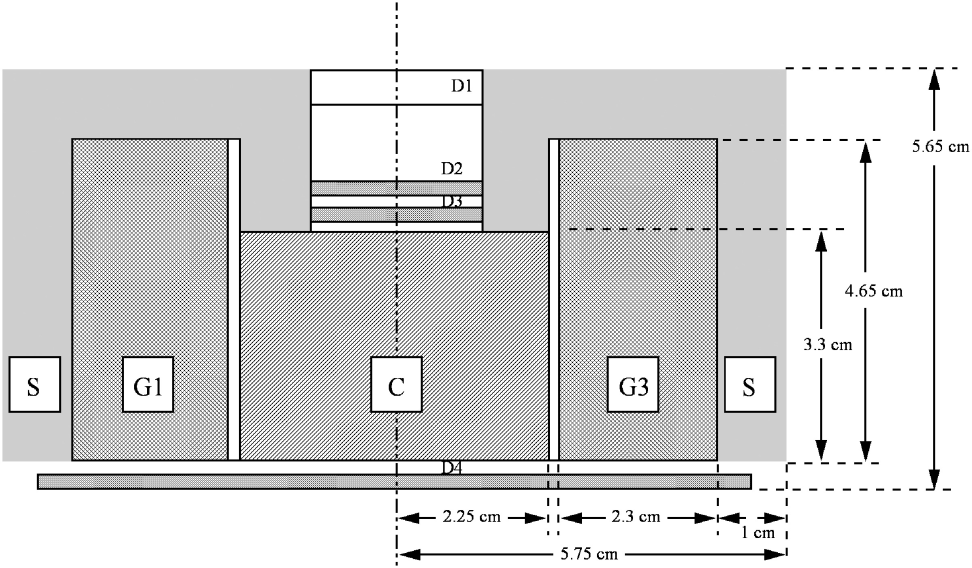 D1
5.65 cm
D2
D3
4.65 cm
3.3 cm
S
G1
C
G3
S
D4
2.25 cm
2.3 cm
1 cm
5.75 cm